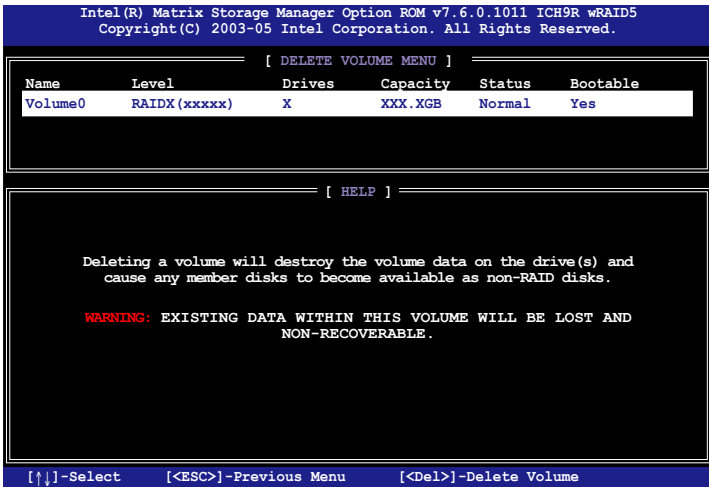 Intel(R) Matrix Storage Manager Option ROM v7.6.0.1011 ICH9R wRAID5
Copyright(C) 2003-05 Intel Corporation. All Rights Reserved.
[ DELETE VOLUME MENU ]
Name Level Drives Capacity Status Bootable
Volume0 RAIDX(xxxxx) X XXX.XGB Normal Yes
[ HELP ]
Deleting a volume will destroy the volume data on the drive(s) and
cause any member disks to become available as non-RAID disks.
WARNING: EXISTING DATA WITHIN THIS VOLUME WILL BE LOST AND
NON-RECOVERABLE.
[↑↓]-Select [<ESC>]-Previous Menu [<Del>]-Delete Volume